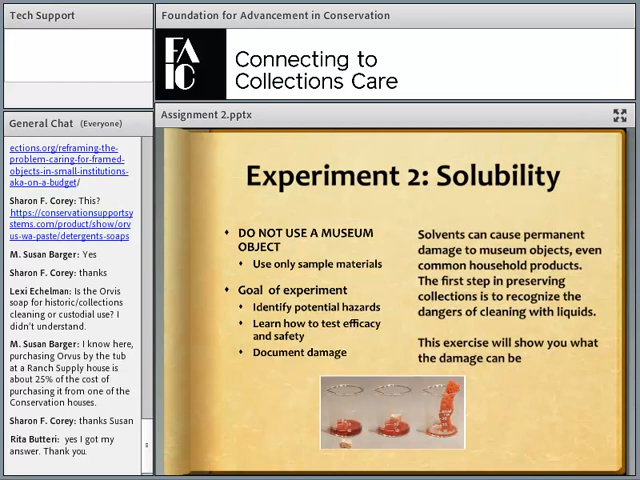 Tech Support
Foundation for Advancement in Conservation
FA
IC
Connecting to
Collections Care
General Chat (Everyone)
ections.org/reframing-the-
problem-caring-for-framed-
objects-in-small-institutions-
aka-on-a-budget/
Sharon F. Corey: This?
https://conservationsupportsy
stems.com/product/show/orv
us-wa-paste/detergents-soaps
M. Susan Barger: Yes
Sharon F. Corey: thanks
Lexi Echelman: Is the Orvis
soap for historic/collections
cleaning or custodial use? I
didn't understand.
M. Susan Barger: I know here,
purchasing Orvus by the tub
at a Ranch Supply house is
about 25% of the cost of
purchasing it from one of the
Conservation houses.
Sharon F. Corey: thanks Susan
Rita Butteri: yes I got my
answer. Thank you.
Assignment 2.pptx
Experiment 2: Solubility
DO NOT USE A MUSEUM
OBJECT
Use only sample materials
Goal of experiment
Identify potential hazards
Learn how to test efficacy
and safety
Document damage
Solvents can cause permanent
damage to museum objects, even
common household products.
The first step in preserving
collections is to recognize the
dangers of cleaning with liquids.
This exercise will show you what
the damage can be